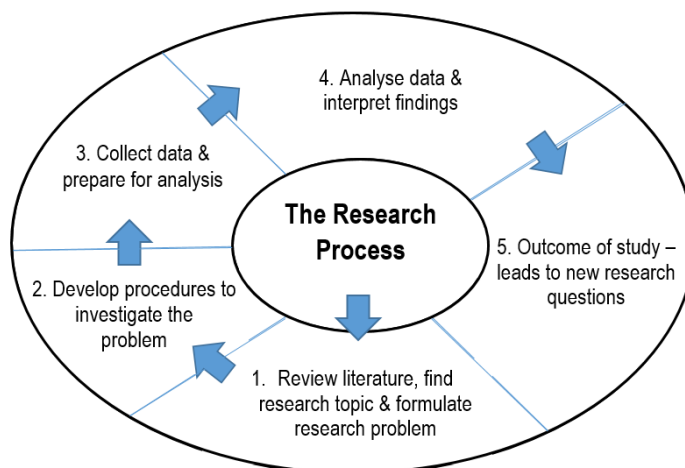 The Research
Process
1. Review literature, find
research topic & formulate
research problem
2. Develop procedures to
investigate the
problem
3. Collect data &
prepare for analysis
4. Analyse data &
interpret findings
5. Outcome of study –
leads to new research
questions